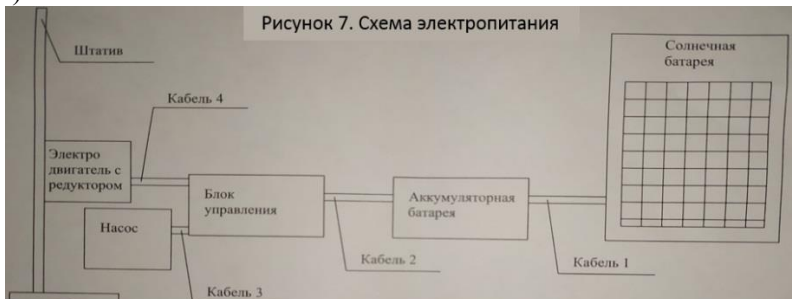 Рисунок 7. Схема электропитания
Штатив
Солнечная
батарея
Кабель 4
Электро
двигатель с
редуктором
Блок
управления
Аккумуляторная
батарея
Насос
Кабель 2
Кабель 1
Кабель 3